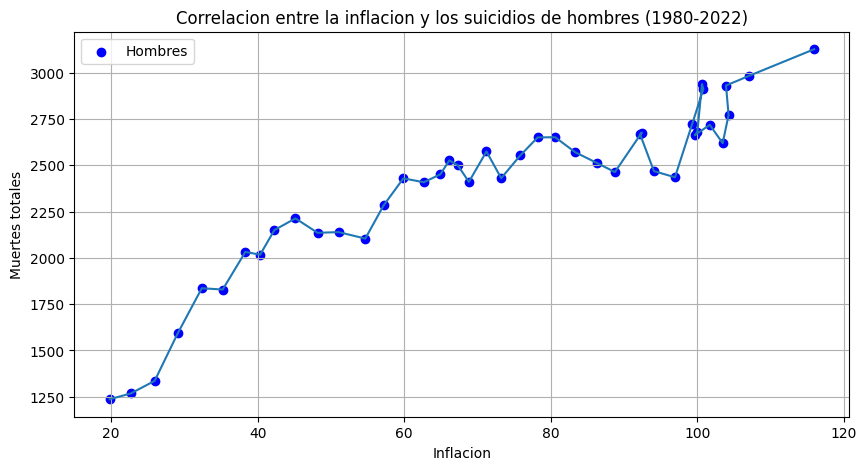 Correlacion entre la inflacion y los suicidios de hombres (1980-2022)
Hombres
Muertes totales
3000
2750
2500
2250
2000
1750
1500
1250
20 40 60 80 100 120
Inflacion